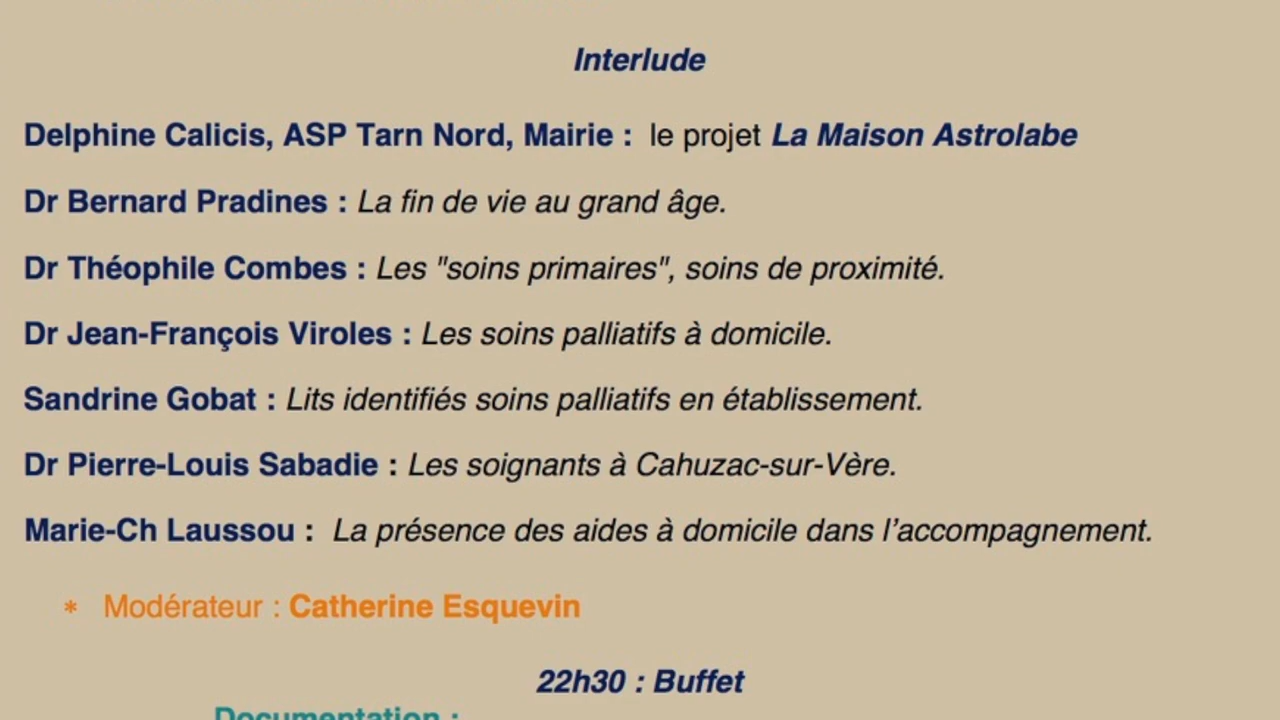 Interlude
Delphine Calicis, ASP Tarn Nord, Mairie : le projet La Maison Astrolabe
Dr Bernard Pradines : La fin de vie au grand âge.
Dr Théophile Combes : Les "soins primaires", soins de proximité.
Dr Jean-François Viroles : Les soins palliatifs à domicile.
Sandrine Gobat : Lits identifiés soins palliatifs en établissement.
Dr Pierre-Louis Sabadie : Les soignants à Cahuzac-sur-Vère.
Marie-Ch Laussou : La présence des aides à domicile dans l’accompagnement.
* Modérateur : Catherine Esquevin
22h30 : Buffet
Documentation :